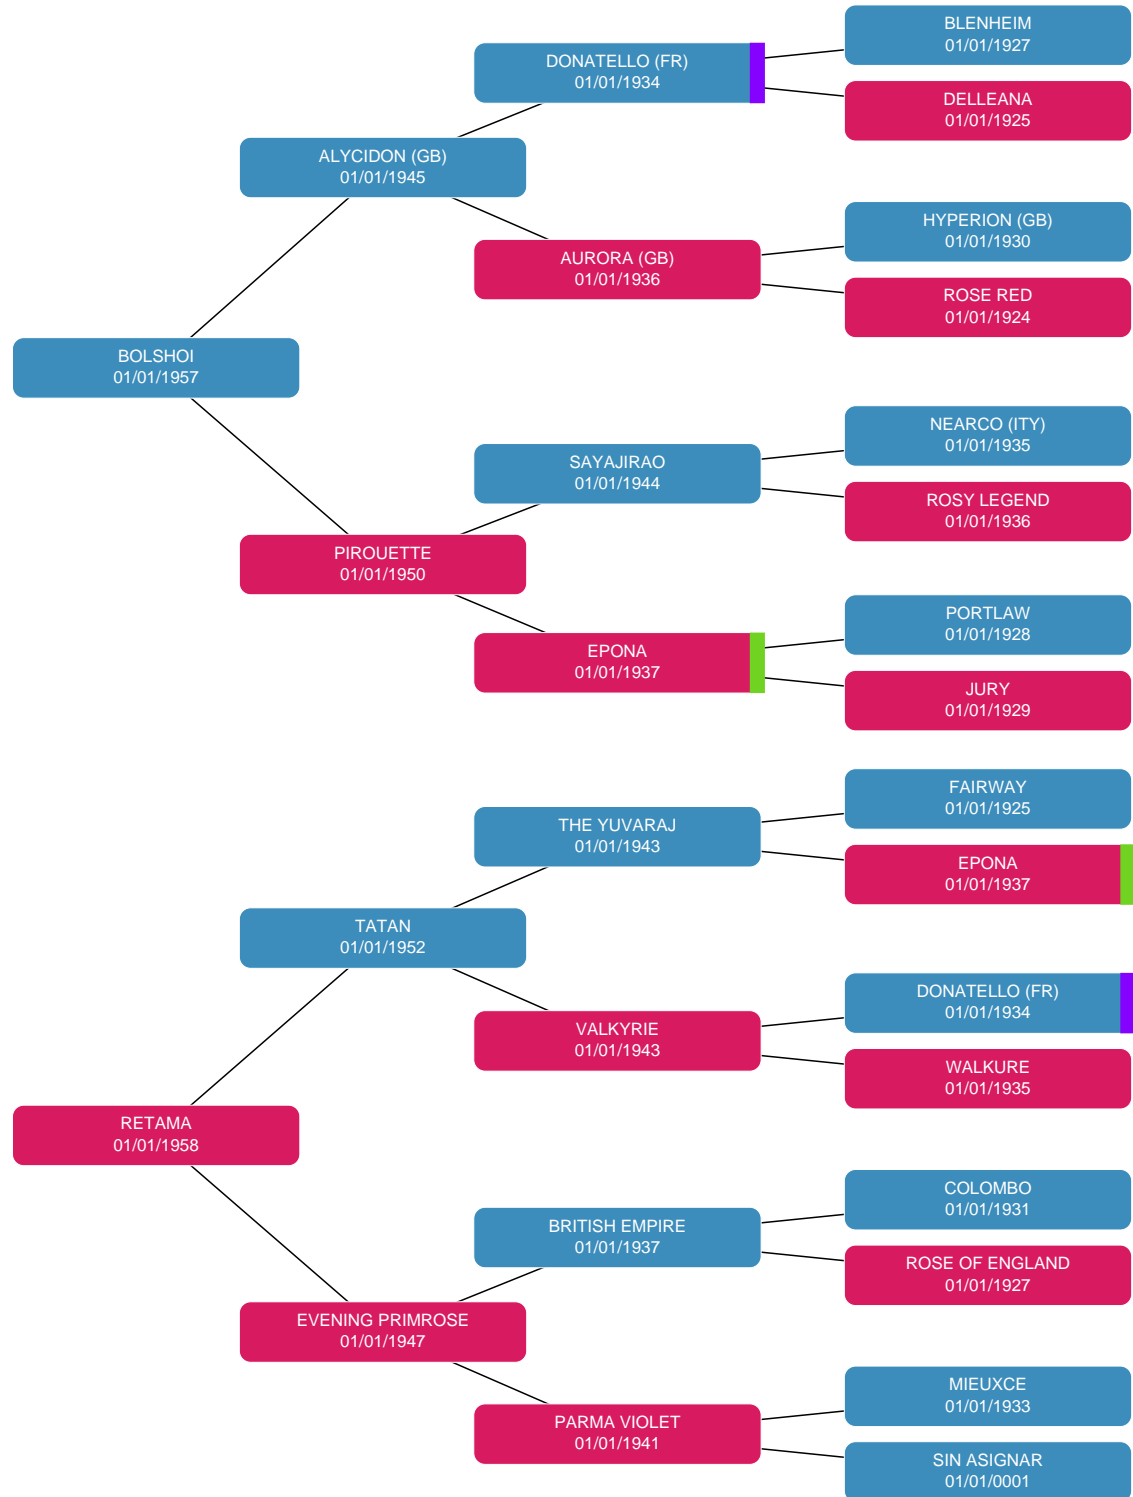 BLENHEIM
01/01/1927
DONATELLO (FR)
01/01/1934
DELLEANA
01/01/1925
ALYCIDON (GB)
01/01/1945
HYPERION (GB)
01/01/1930
AURORA (GB)
01/01/1936
ROSE RED
01/01/1924
BOLSHOI
01/01/1957
NEARCO (ITY)
01/01/1935
SAYAJIRAO
01/01/1944
ROSY LEGEND
01/01/1936
PIROUETTE
01/01/1950
PORTLAW
01/01/1928
EPONA
01/01/1937
JURY
01/01/1929
FAIRWAY
01/01/1925
THE YUVARAJ
01/01/1943
EPONA
01/01/1937
TATAN
01/01/1952
DONATELLO (FR)
01/01/1934
VALKYRIE
01/01/1943
WALKURE
01/01/1935
RETAMA
01/01/1958
COLOMBO
01/01/1931
BRITISH EMPIRE
01/01/1937
ROSE OF ENGLAND
01/01/1927
EVENING PRIMROSE
01/01/1947
MIEUXCE
01/01/1933
PARMA VIOLET
01/01/1941
SIN ASIGNAR
01/01/0001